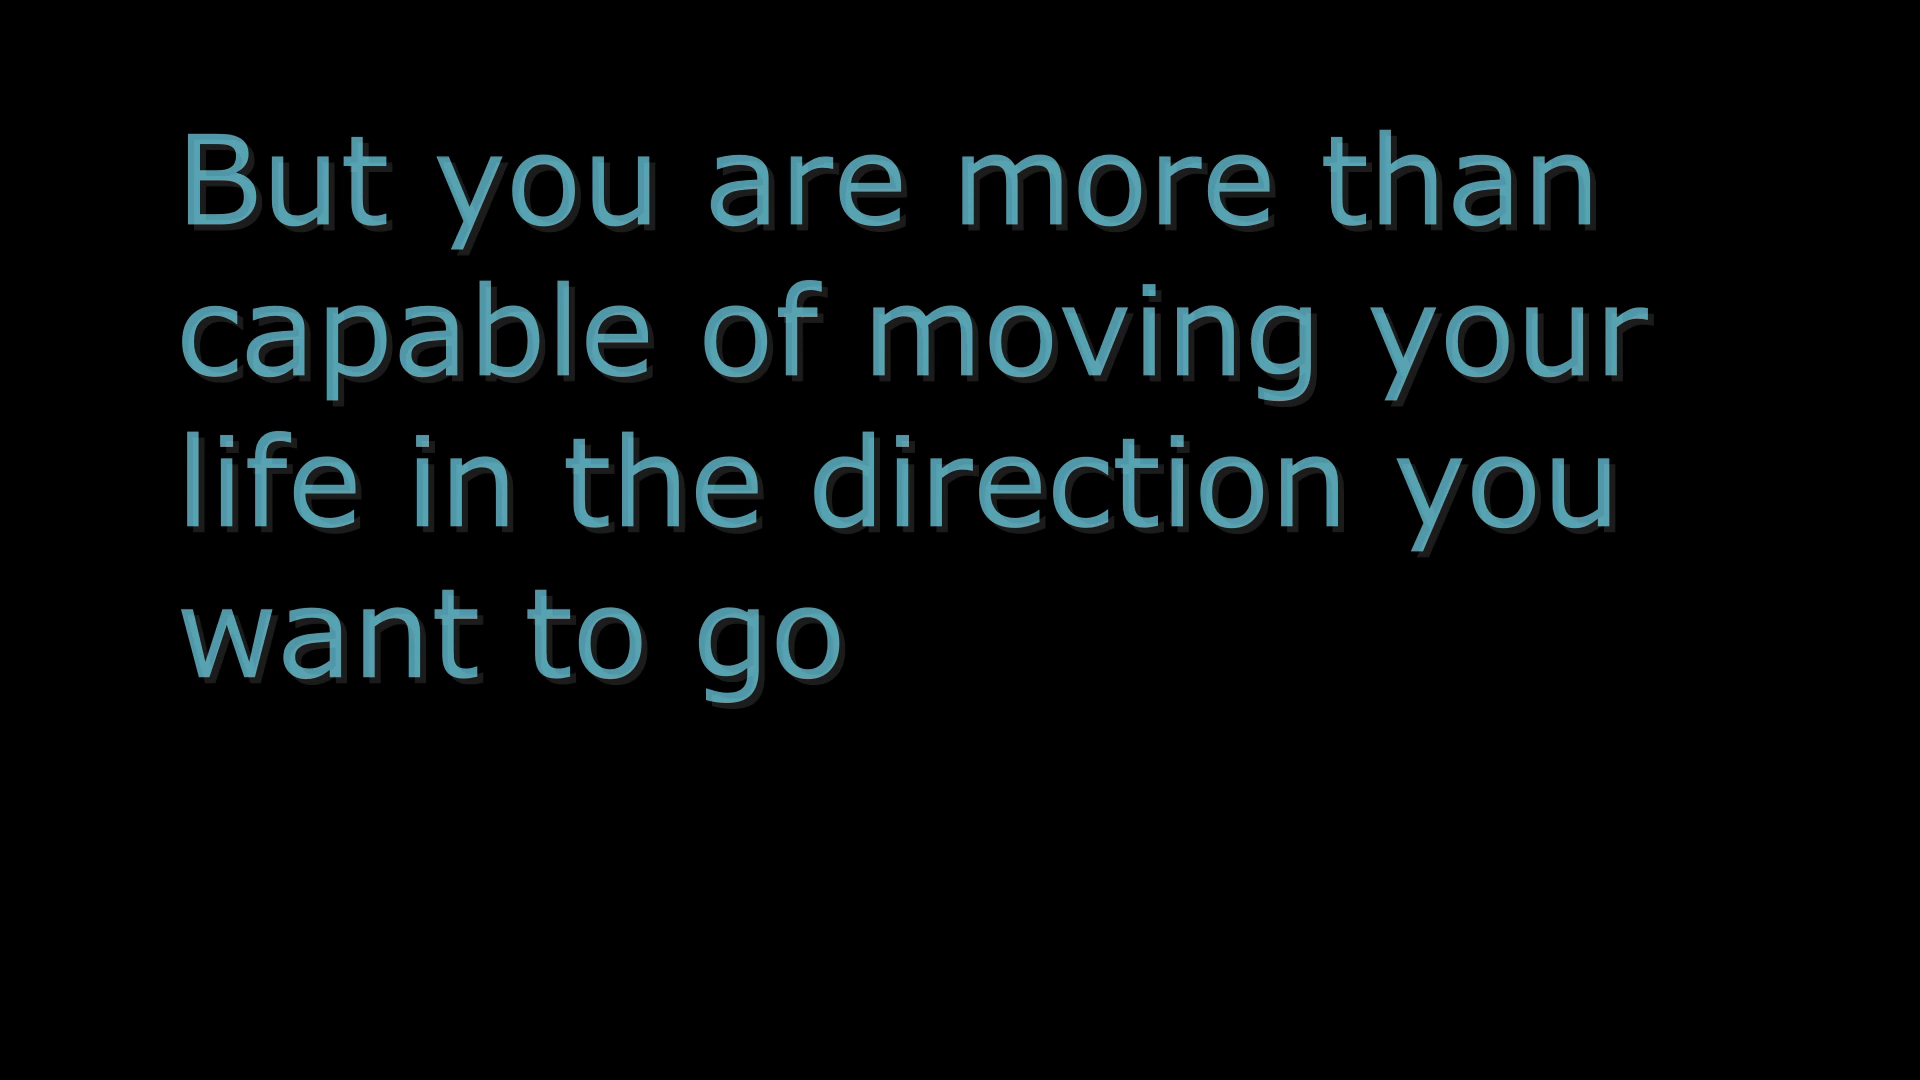 But you are more than
capable of moving your
life in the direction you
want to go